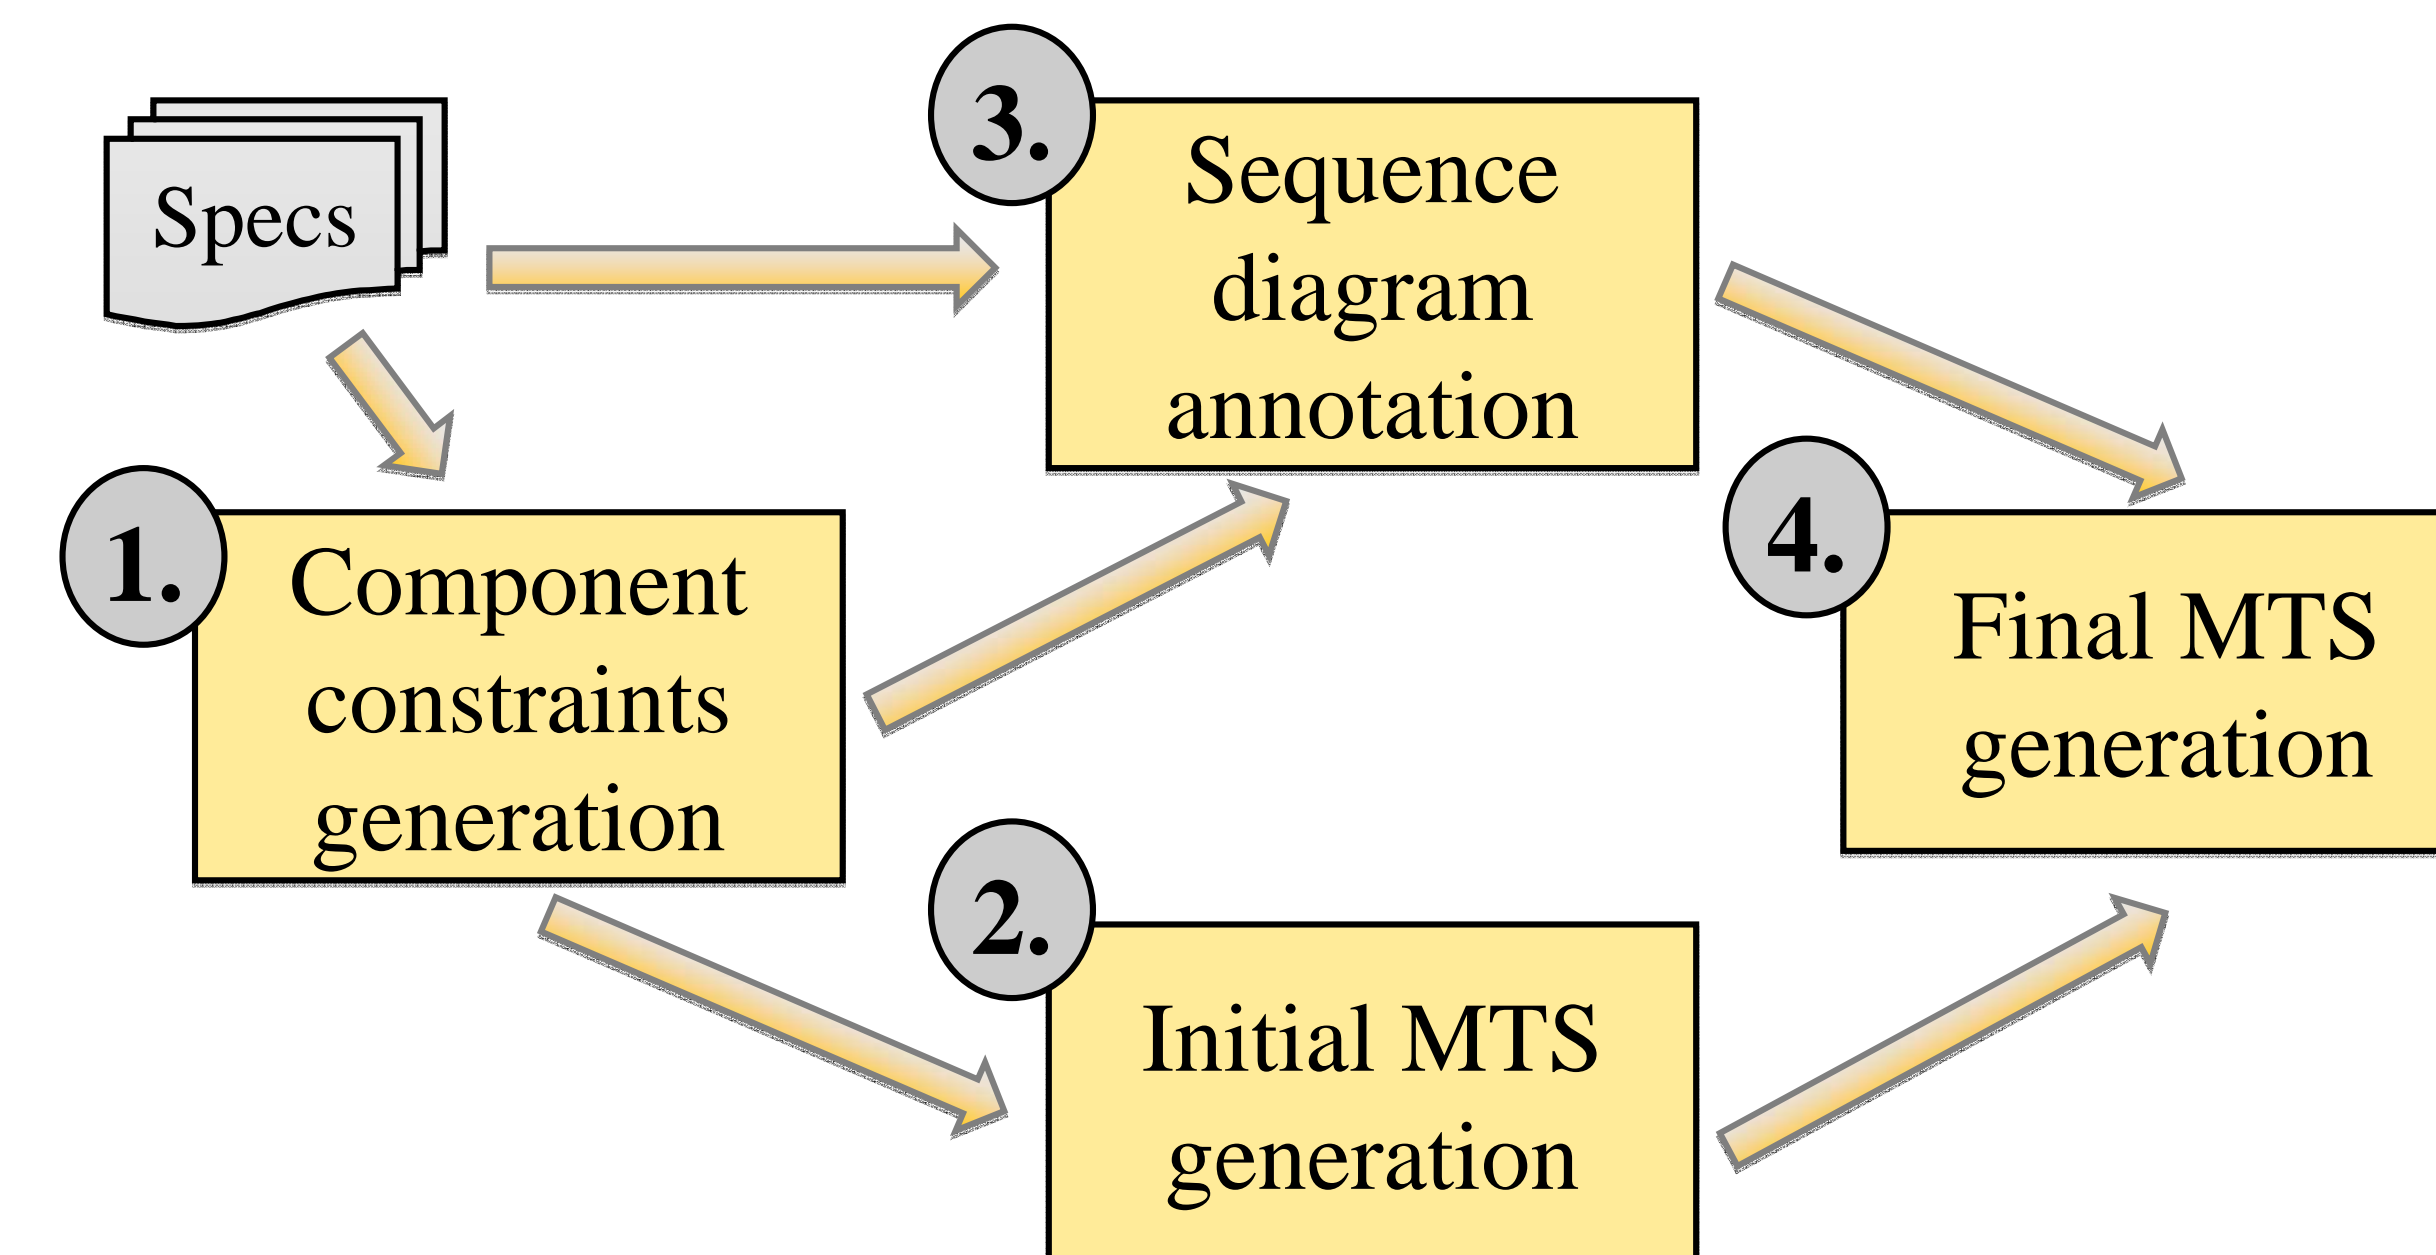 Specs
1.
Component
constraints
generation
2.
Initial MTS
generation
3.
Sequence
diagram
annotation
4.
Final MTS
generation